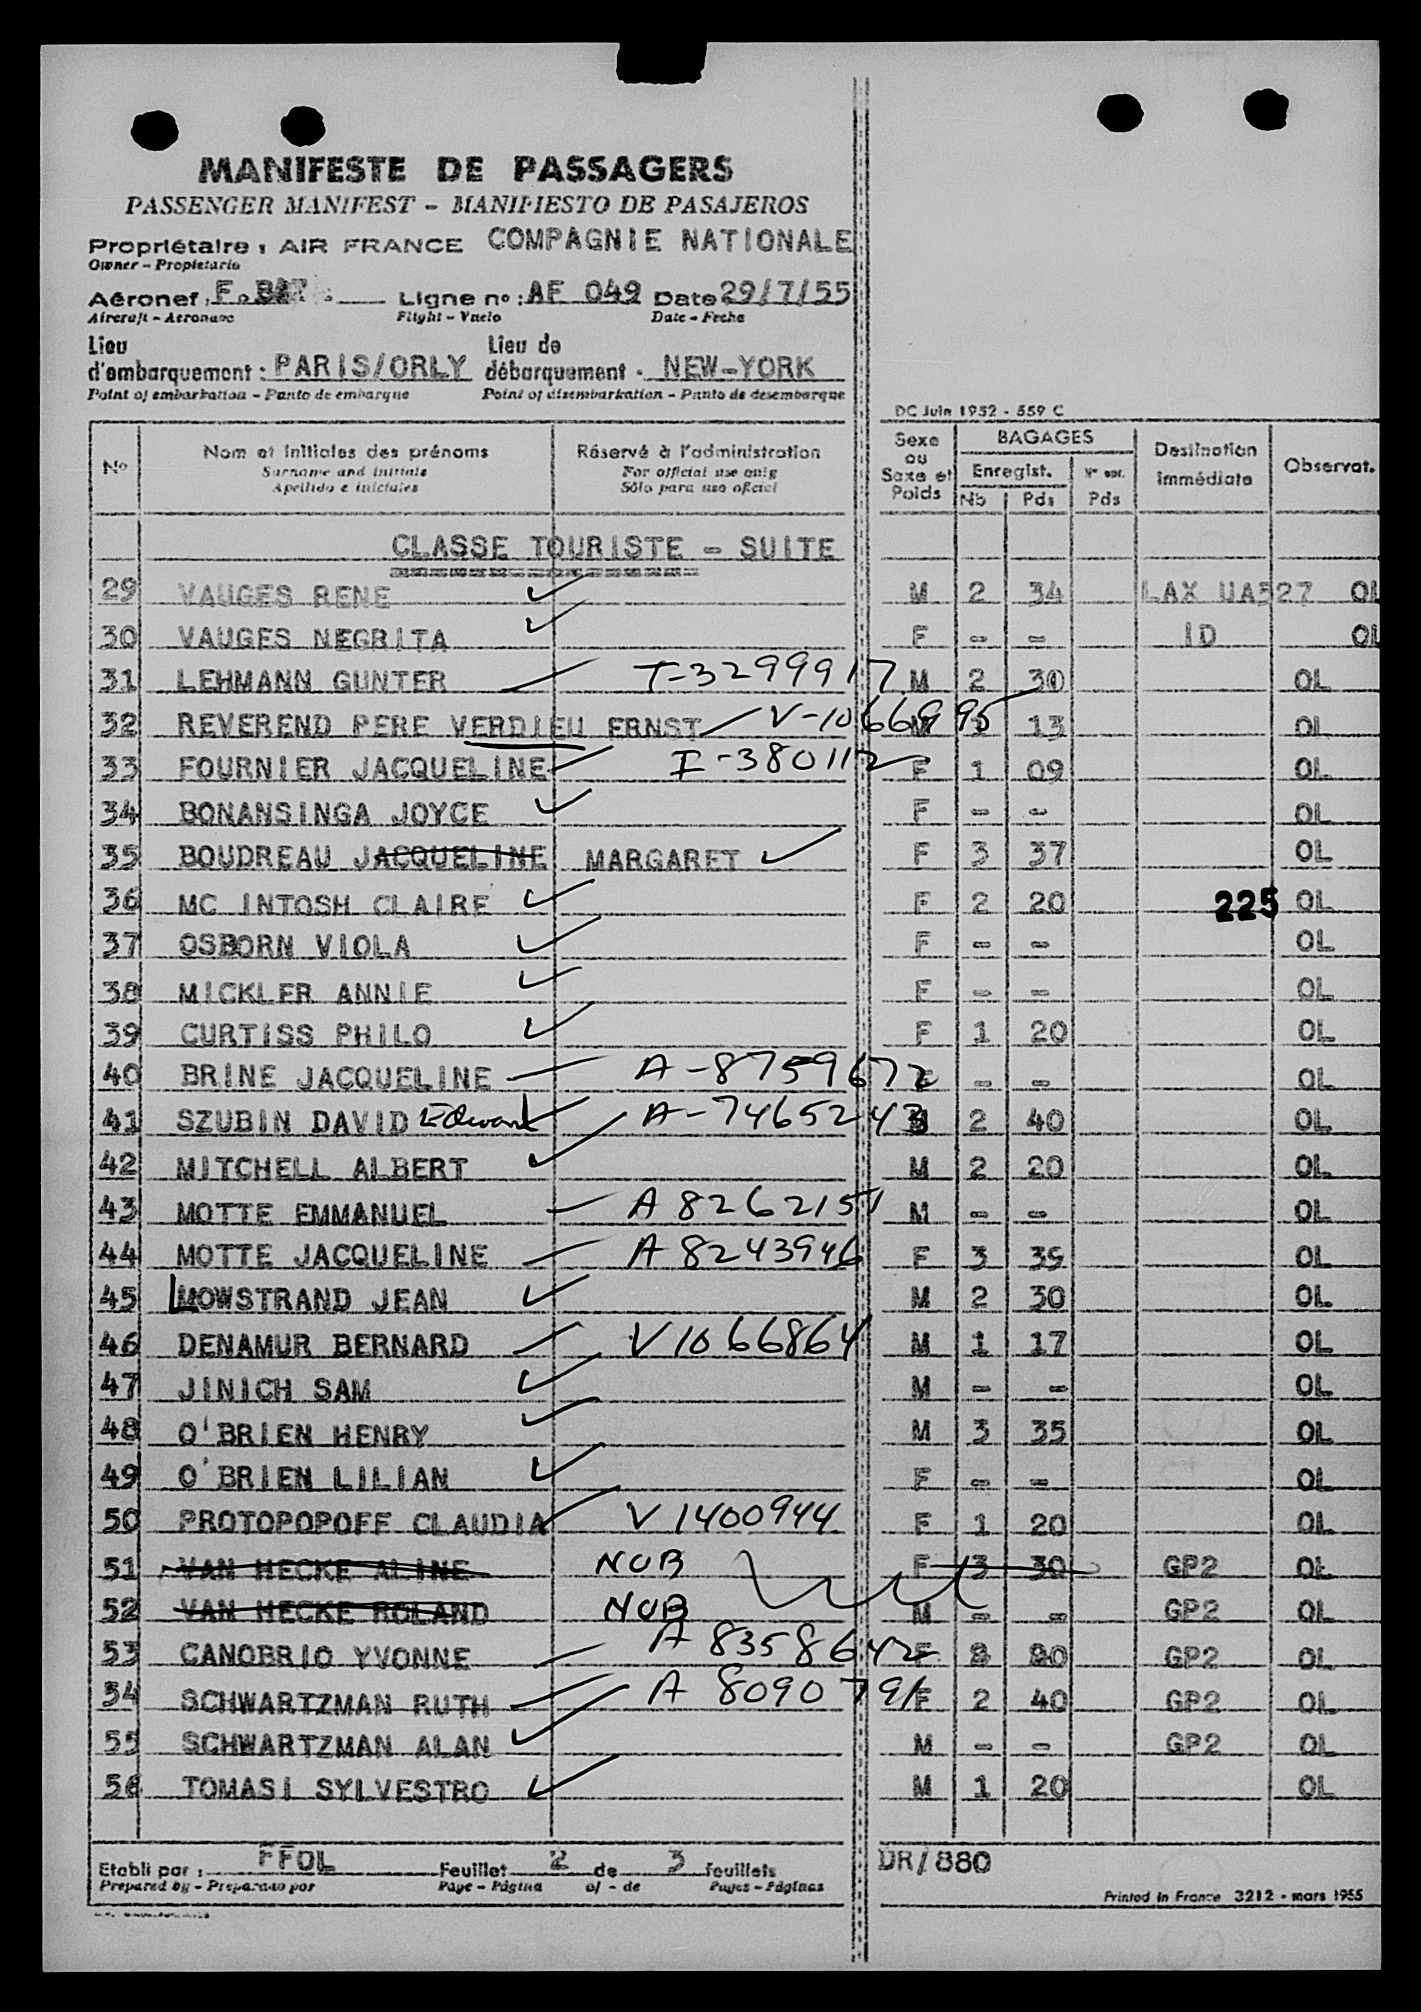 MANIFESTE DE PASSAGERS
PASSENGER MANIFEST - MANIFIESTO DE PASAJEROS
Propriétaire : AIR FRANCE COMPAGNIE NATIONALE
Owner - Propietario
Aéronef : F. Ligne nº : AF 049 Date 29/7/55
Aircraft - Aeronave Flight - Vuelo Date - Fecha
Lieu d'embarquement : PARIS/ORLY Lieu de débarquement : NEW-YORK
Point of embarkation - Punto de embarque Point of disembarkation - Punto de desembarque
DC Juin 1952 - 559 C
Nº Nom et initiales des prénoms Réservé à l'administration Sexe ou Sexe et Poids BAGAGES Enregist. Nº enr. Destination immédiate Observat.
Surname and initials For official use only Nb Pds Pds
Apellido e iniciales Sólo para uso oficial
CLASSE TOURISTE - SUITE
29 VAUGES RENE M 2 34 LAX UA527 OL
30 VAUGES NEGRITA F - - ID OL
31 LEHMANN GUNTER T-3299917 M 2 30 OL
32 REVEREND PERE VERDIEU ERNST V-1066995 M 13 OL
33 FOURNIER JACQUELINE I-380112 F 1 09 OL
34 BONANSINGA JOYCE F - - OL
35 BOUDREAU JACQUELINE MARGARET F 3 37 OL
36 MC INTOSH CLAIRE F 2 20 225 OL
37 OSBORN VIOLA F - - OL
38 MICKLER ANNIE F - - OL
39 CURTISS PHILO F 1 20 OL
40 BRINE JACQUELINE A-8759672 F - - OL
41 SZUBIN DAVID Edward A-7465243 M 2 40 OL
42 MITCHELL ALBERT M 2 20 OL
43 MOTTE EMMANUEL A 8262151 M - - OL
44 MOTTE JACQUELINE A 8243946 F 3 39 OL
45 LOWSTRAND JEAN M 2 30 OL
46 DENAMUR BERNARD V 1066864 M 1 17 OL
47 JINICH SAM M - - OL
48 O'BRIEN HENRY M 3 35 OL
49 O'BRIEN LILIAN F - - OL
50 PROTOPOPOFF CLAUDIA V 1400944 F 1 20 OL
51 VAN HECKE ALINE NOB F 3 30 GP2 OL
52 VAN HECKE ROLAND NOB M - - GP2 OL
53 CANOBRIO YVONNE A 8358642 F GP2 OL
54 SCHWARTZMAN RUTH A 8090791 F 2 40 GP2 OL
55 SCHWARTZMAN ALAN M - - GP2 OL
56 TOMASI SYLVESTRO M 1 20 OL
Etabli par : FFOL Feuillet 2 de 3 feuillets DR/880
Prepared by - Preparado por Page - Página of - de Pages - Páginas
Printed in France 3212 - mars 1955